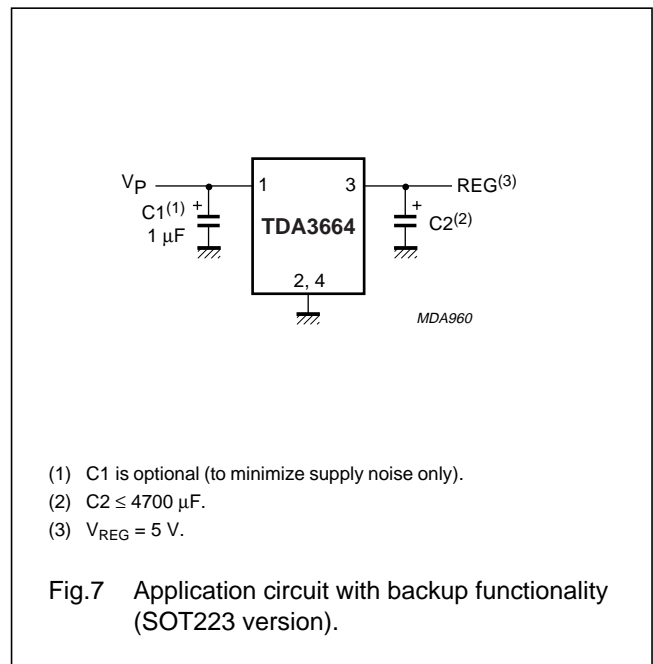 V_P 1 3 REG(3)
C1(1) + + C2(2)
1 μF TDA3664
2, 4
MDA960
(1) C1 is optional (to minimize supply noise only).
(2) C2 ≤ 4700 μF.
(3) V_REG = 5 V.
Fig.7 Application circuit with backup functionality
(SOT223 version).